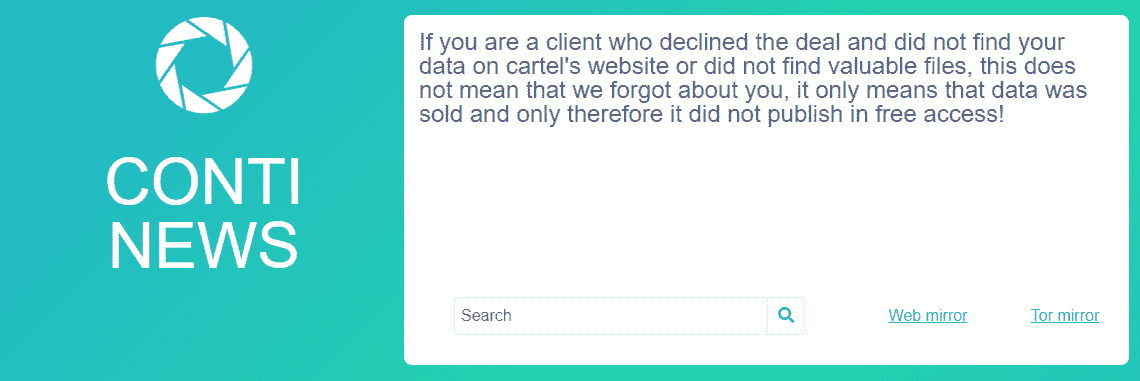 CONTI
NEWS
If you are a client who declined the deal and did not find your
data on cartel's website or did not find valuable files, this does
not mean that we forgot about you, it only means that data was
sold and only therefore it did not publish in free access!
Search
Web mirror
Tor mirror